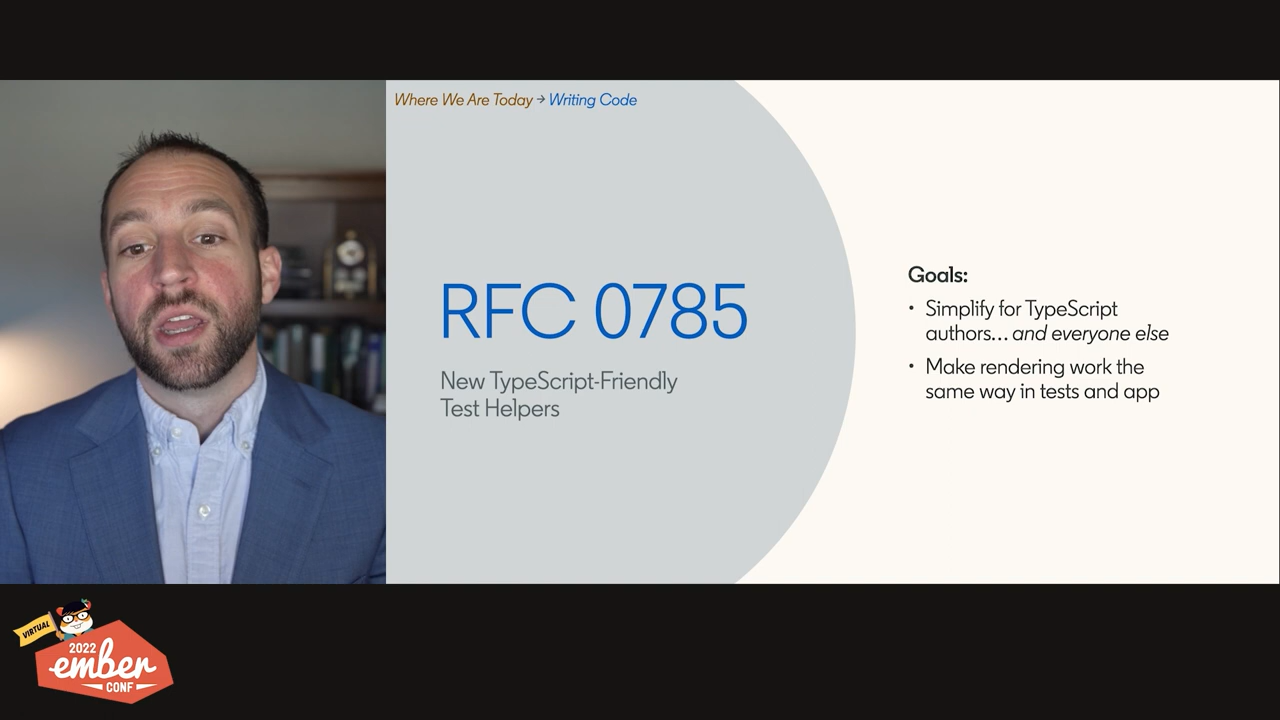 Where We Are Today → Writing Code
RFC 0785
New TypeScript-Friendly
Test Helpers
Goals:
• Simplify for TypeScript
authors... and everyone else
• Make rendering work the
same way in tests and app
VIRTUAL
2022
ember
CONF